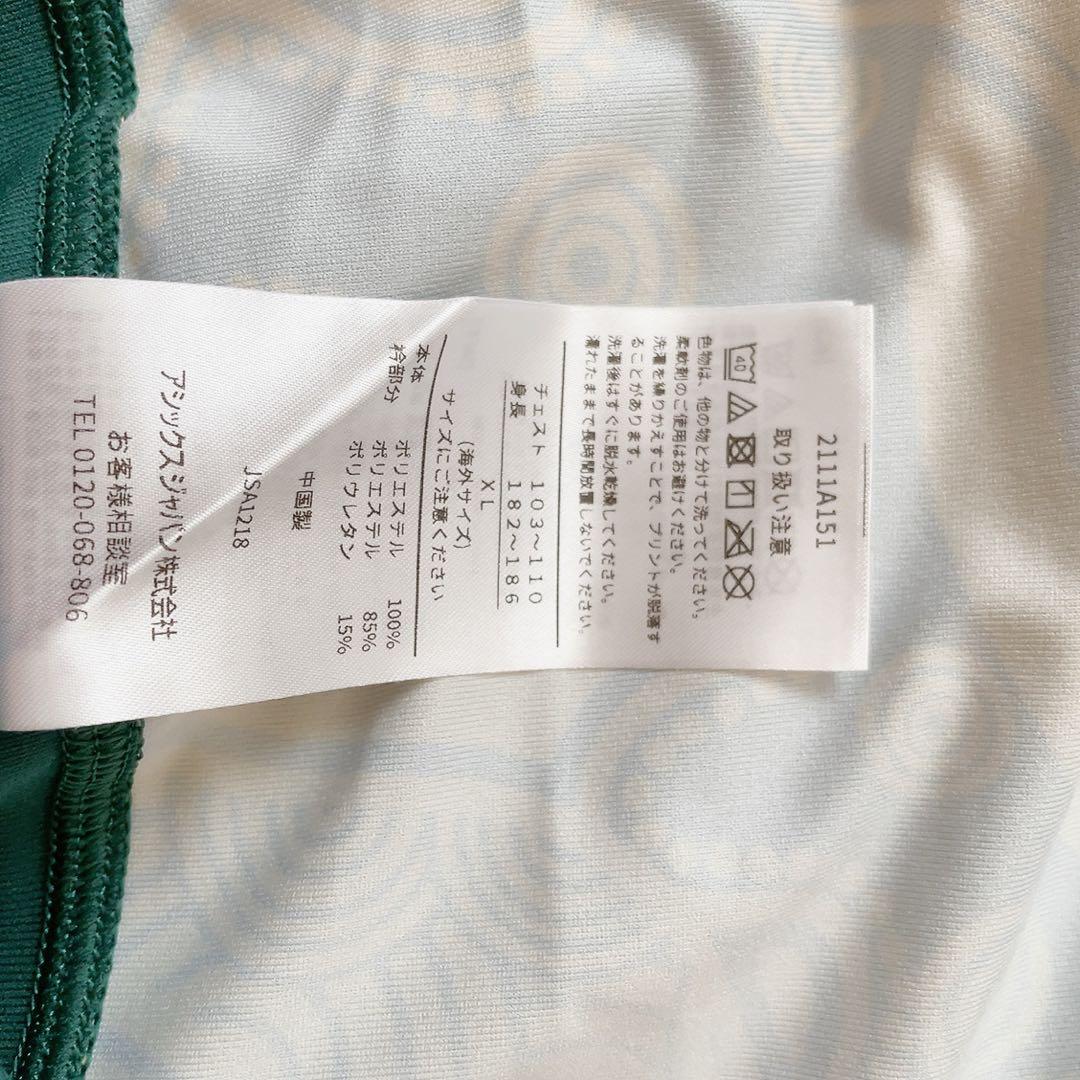 2111A151
取り扱い注意
40
色物は、他の物と分けて洗ってください。
柔軟剤のご使用はお避けください。
洗濯を繰りかえすことで、プリントが脱落す
ることがあります。
洗濯後はすぐに脱水乾燥してください。
濡れたままで長時間放置しないでください。
チェスト 103～110
身長 182～186
XL
(海外サイズ)
サイズにご注意ください
本体 ポリエステル 100%
衿部分 ポリエステル 85%
ポリウレタン 15%
中国製
JSA1218
アシックスジャパン株式会社
お客様相談室
TEL 0120-068-806